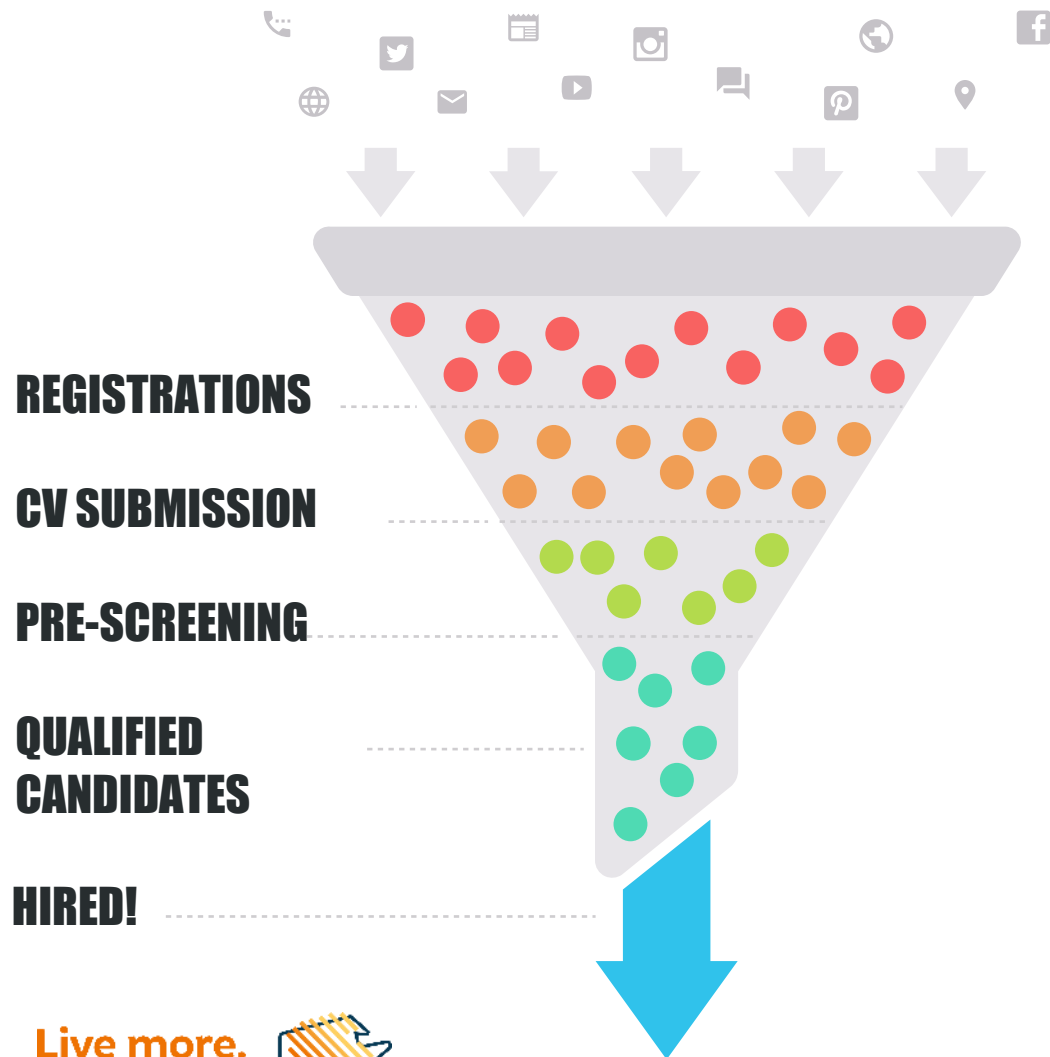 REGISTRATIONS
CV SUBMISSION
PRE-SCREENING
QUALIFIED
CANDIDATES
HIRED!
Live more.